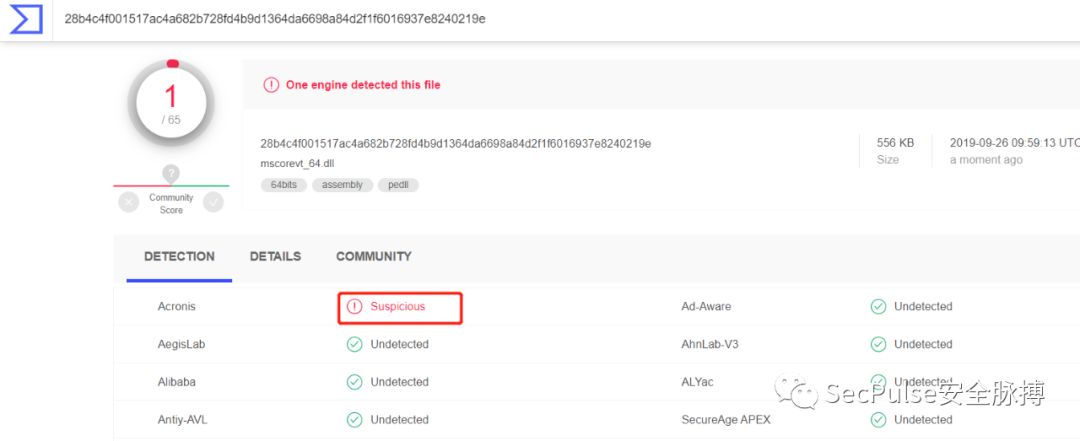 28b4c4f001517ac4a682b728fd4b9d1364da6698a84d2f1f6016937e8240219e
1
/ 65
One engine detected this file
28b4c4f001517ac4a682b728fd4b9d1364da6698a84d2f1f6016937e8240219e
mscorevt_64.dll
64bits assembly pedll
556 KB
Size
2019-09-26 09:59:13 UTC
a moment ago
?
Community
Score
DETECTION DETAILS COMMUNITY
Acronis Suspicious Ad-Aware Undetected
AegisLab Undetected AhnLab-V3 Undetected
Alibaba Undetected ALYac Undetected
Antiy-AVL Undetected SecureAge APEX Undetected
SecPulse安全脉搏